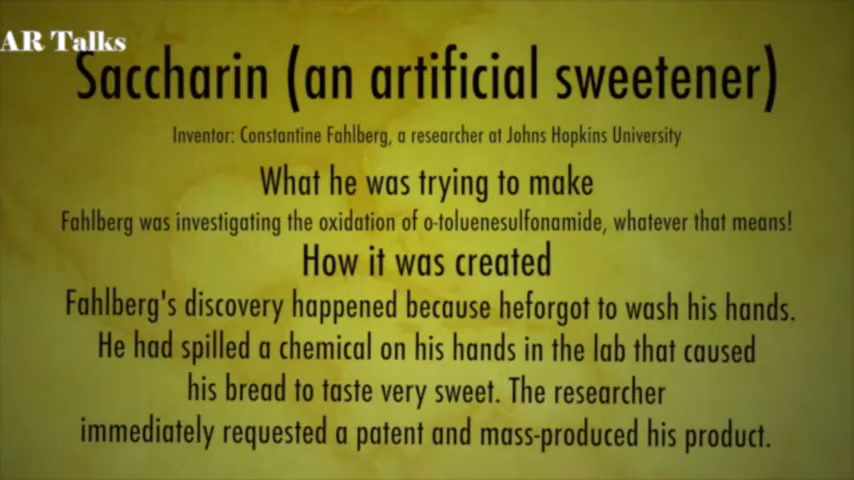 AR Talks
Saccharin (an artificial sweetener)
Inventor: Constantine Fahlberg, a researcher at Johns Hopkins University
What he was trying to make
Fahlberg was investigating the oxidation of o-toluenesulfonamide, whatever that means!
How it was created
Fahlberg's discovery happened because heforgot to wash his hands.
He had spilled a chemical on his hands in the lab that caused
his bread to taste very sweet. The researcher
immediately requested a patent and mass-produced his product.